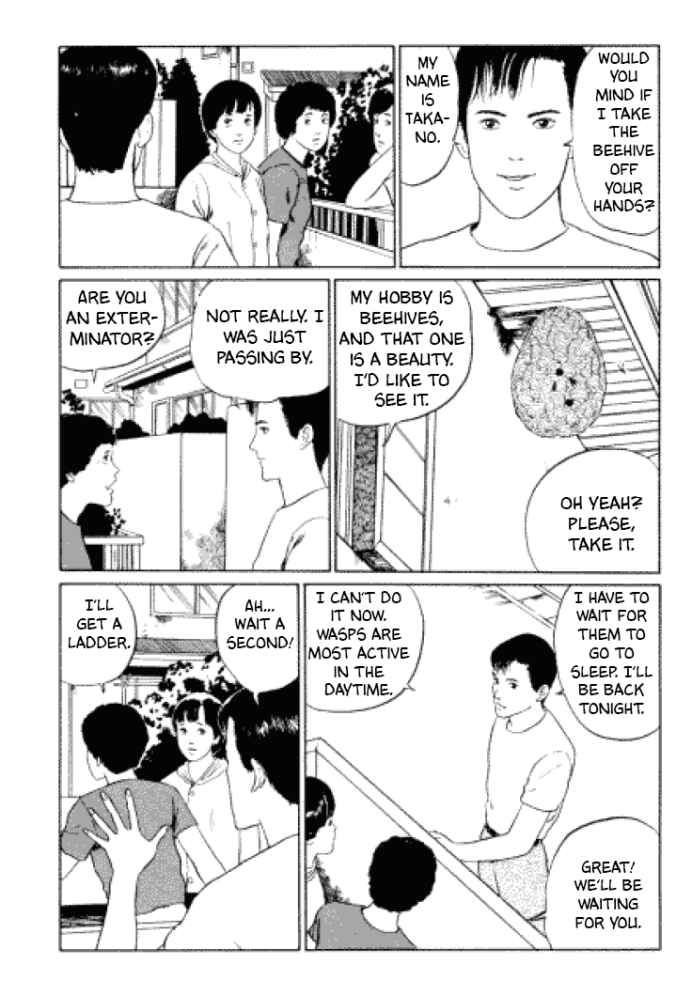 MY
NAME
IS
TAKA-
NO.
WOULD
YOU
MIND IF
I TAKE
THE
BEEHIVE
OFF
YOUR
HANDS?
ARE YOU
AN EXTER-
MINATOR?
NOT REALLY. I
WAS JUST
PASSING BY.
MY HOBBY IS
BEEHIVES,
AND THAT ONE
IS A BEAUTY.
I'D LIKE TO
SEE IT.
OH YEAH?
PLEASE,
TAKE IT.
I'LL
GET A
LADDER.
AH...
WAIT A
SECOND!
I CAN'T DO
IT NOW.
WASPS ARE
MOST ACTIVE
IN THE
DAYTIME.
I HAVE TO
WAIT FOR
THEM TO
GO TO
SLEEP. I'LL
BE BACK
TONIGHT.
GREAT!
WE'LL BE
WAITING
FOR YOU.